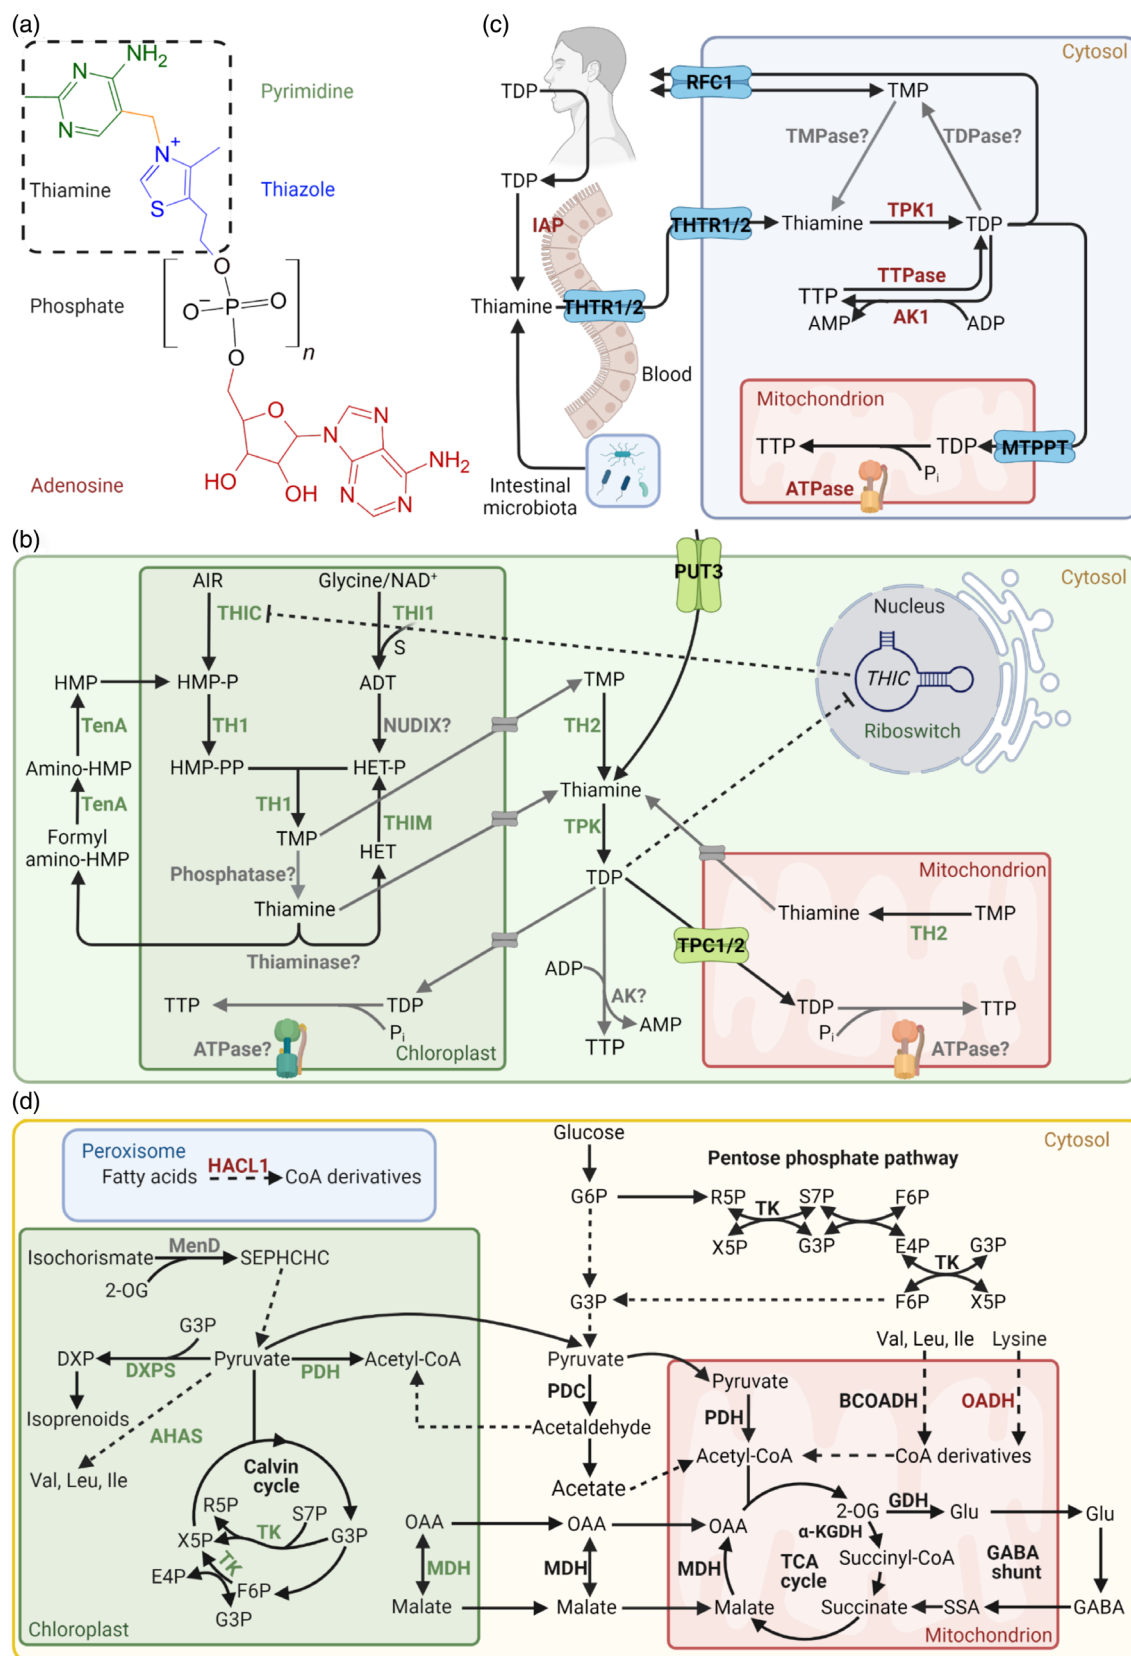 (a)
NH₂
N
N
Pyrimidine
N⁺
Thiamine
Thiazole
S
O
Phosphate
O⁻
P
O
n
O
O
N
N
NH₂
HO
OH
N
N
Adenosine
(c)
Cytosol
TDP
RFC1
TMP
TMPase?
TDPase?
TDP
IAP
THTR1/2
Thiamine
TPK1
TDP
TTPase
TTP
Thiamine
THTR1/2
AMP
AK1
ADP
Blood
Mitochondrion
TTP
TDP
MTPPT
Pi
ATPase
Intestinal
microbiota
(b)
PUT3
Cytosol
AIR
Glycine/NAD⁺
THIC
THI1
S
Nucleus
HMP
HMP-P
ADT
TMP
THIC
TenA
TH1
NUDIX?
TH2
Riboswitch
Amino-HMP
HMP-PP
HET-P
Thiamine
TenA
TH1
THIM
TPK
Formyl
amino-HMP
TMP
HET
Phosphatase?
TDP
Mitochondrion
Thiamine
Thiamine
TMP
TH2
Thiaminase?
TPC1/2
ADP
AK?
TTP
TDP
TDP
TTP
Pi
AMP
Pi
ATPase?
Chloroplast
TTP
ATPase?
(d)
Glucose
Cytosol
Peroxisome
Fatty acids
HACL1
CoA derivatives
Pentose phosphate pathway
G6P
R5P
TK
S7P
F6P
X5P
G3P
E4P
G3P
TK
Isochorismate
MenD
SEPHCHC
2-OG
G3P
F6P
X5P
G3P
Val, Leu, Ile
Lysine
DXP
DXPS
Pyruvate
PDH
Acetyl-CoA
Pyruvate
Pyruvate
PDC
BCOADH
OADH
Isoprenoids
PDH
AHAS
Acetaldehyde
Acetyl-CoA
CoA derivatives
Val, Leu, Ile
Calvin
cycle
Acetate
R5P
S7P
2-OG
GDH
Glu
Glu
OAA
OAA
OAA
X5P
TK
G3P
α-KGDH
TK
MDH
MDH
MDH
TCA
cycle
Succinyl-CoA
GABA
shunt
E4P
F6P
G3P
Malate
Malate
Malate
Succinate
SSA
GABA
Chloroplast
Mitochondrion